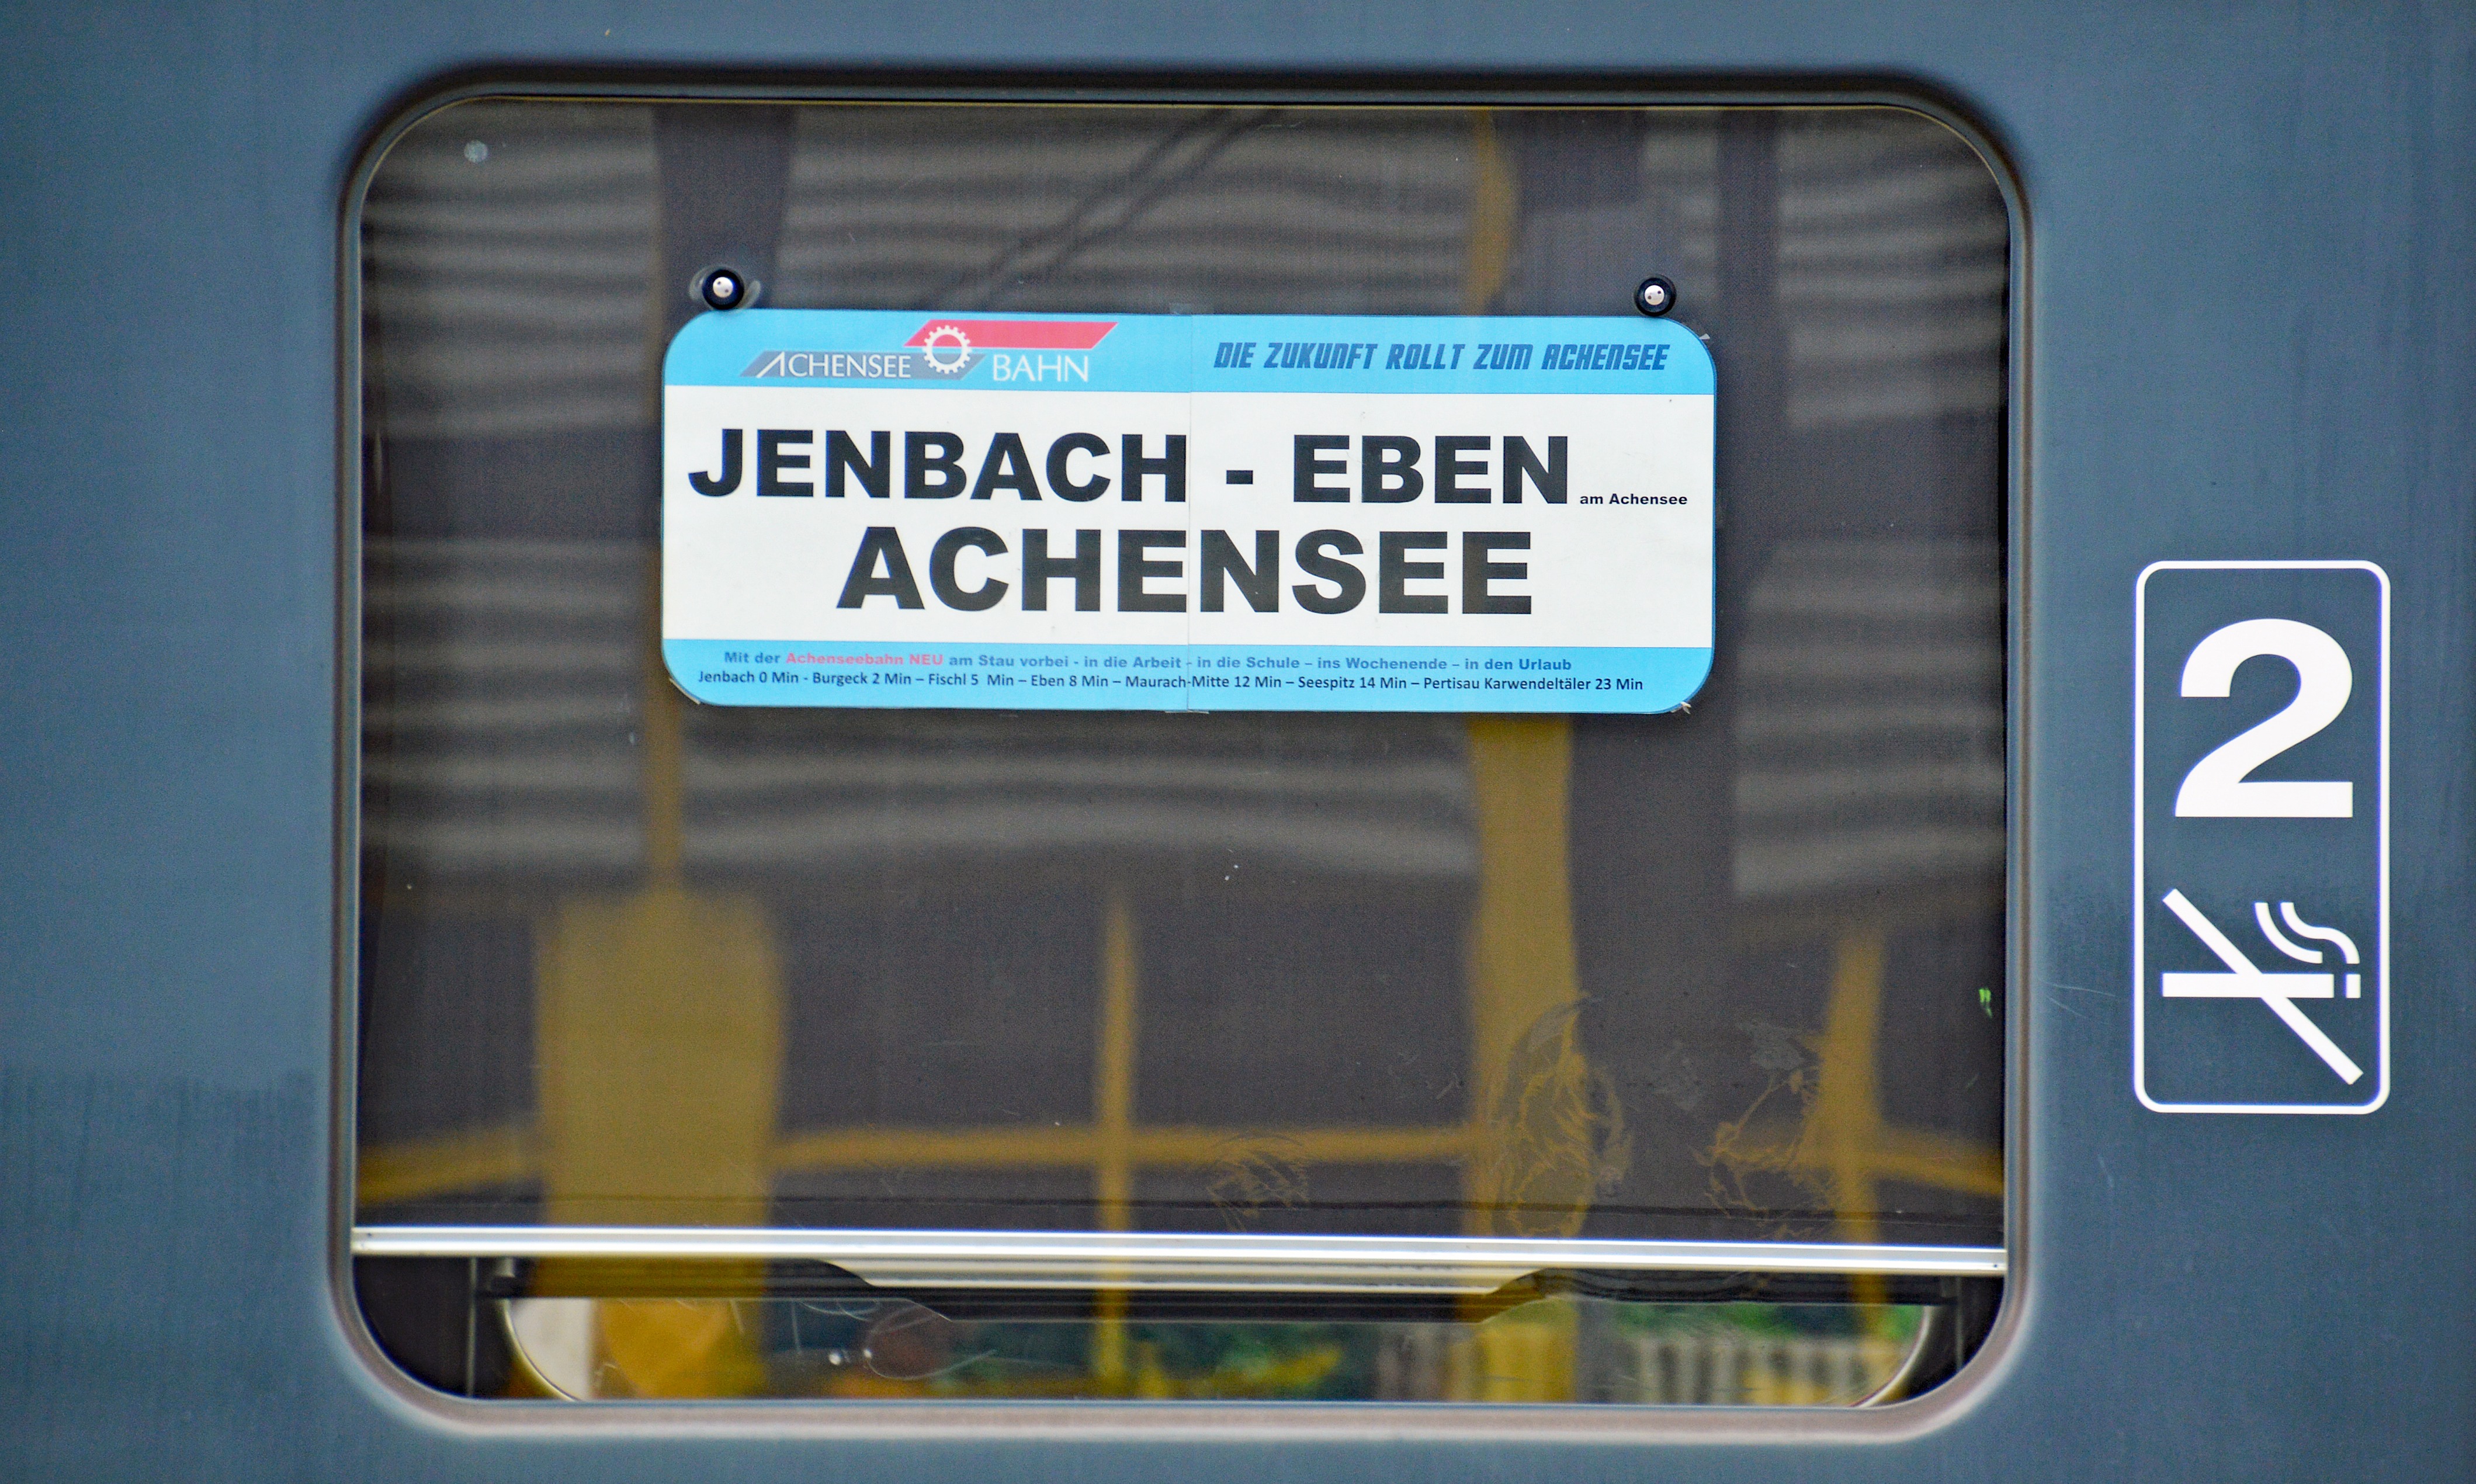 ACHENSEE BAHN
DIE ZUKUNFT ROLLT ZUM ACHENSEE
JENBACH - EBEN am Achensee
ACHENSEE
Mit der Achenseebahn NEU am Stau vorbei - in die Arbeit - in die Schule – ins Wochenende – in den Urlaub
Jenbach 0 Min - Burgeck 2 Min – Fischl 5 Min – Eben 8 Min – Maurach-Mitte 12 Min – Seespitz 14 Min – Pertisau Karwendeltäler 23 Min
2